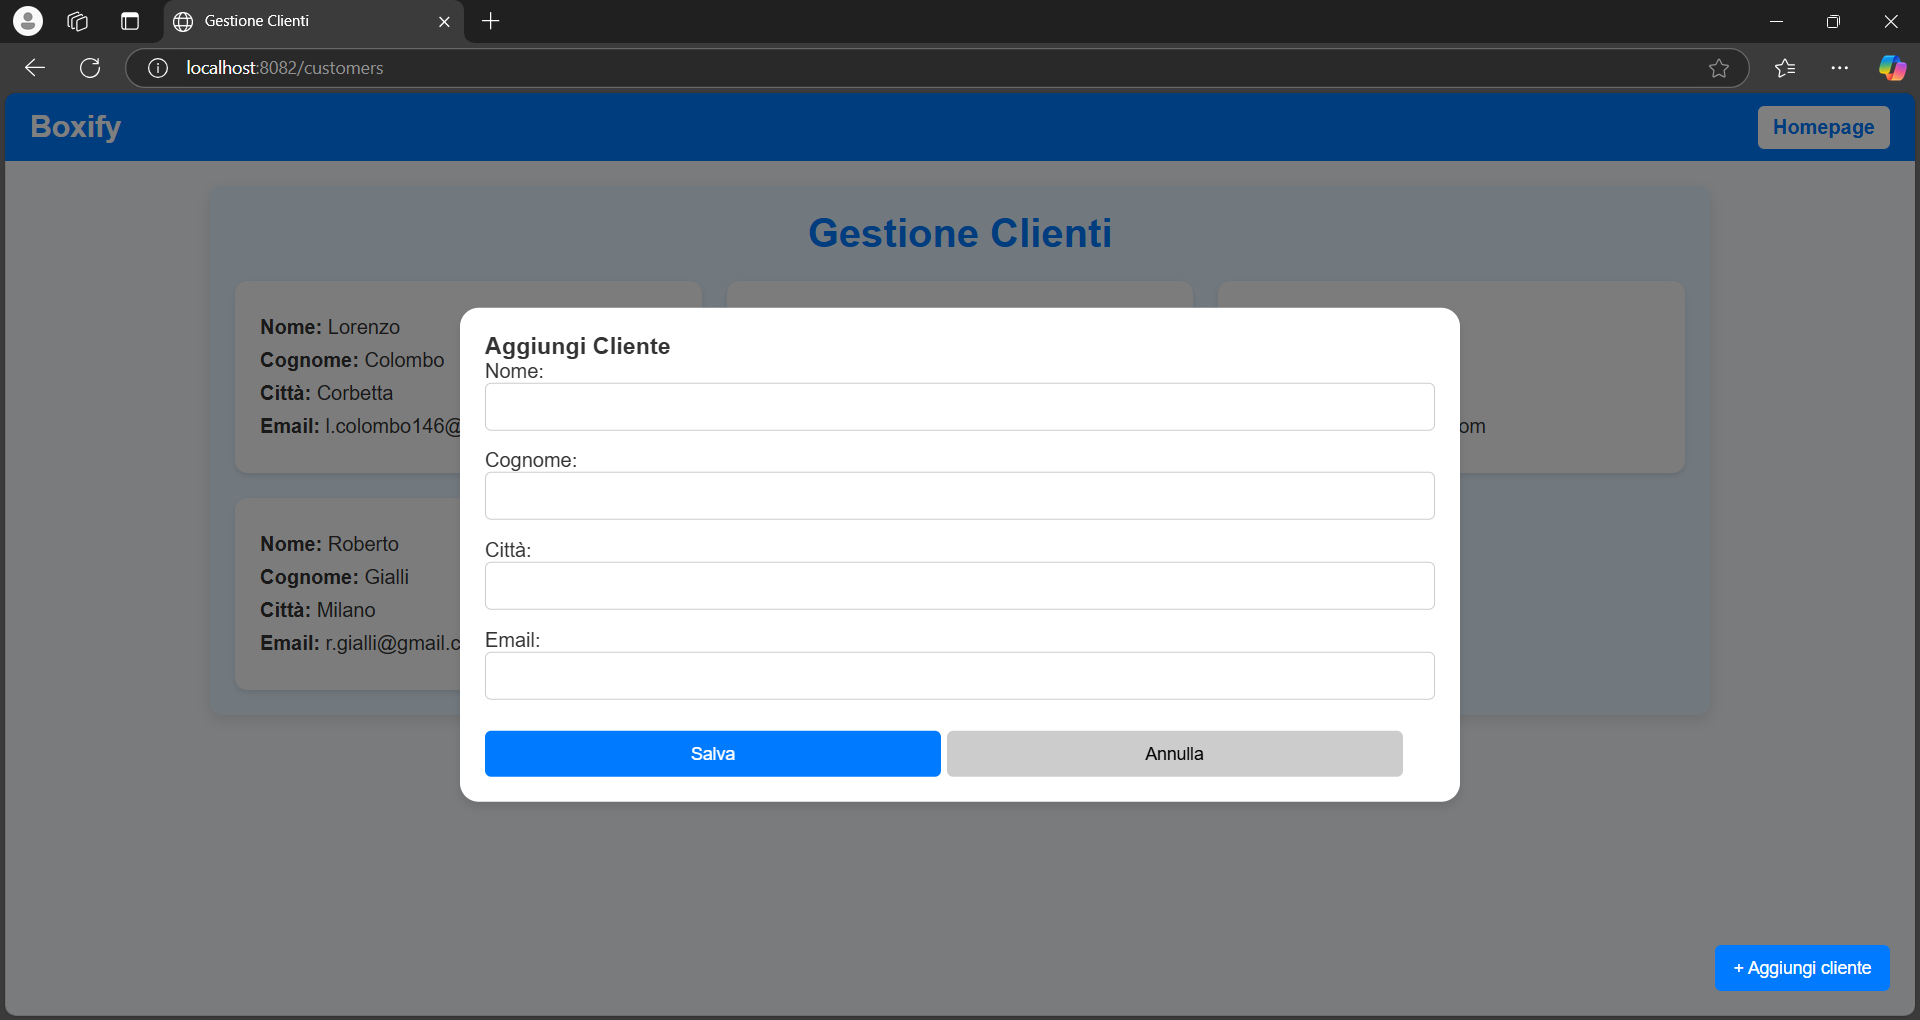 Gestione Clienti
localhost:8082/customers
Boxify
Homepage
Gestione Clienti
Nome: Lorenzo
Cognome: Colombo
Città: Corbetta
Email: l.colombo146@
om
Nome: Roberto
Cognome: Gialli
Città: Milano
Email: r.gialli@gmail.c
Aggiungi Cliente
Nome:
Cognome:
Città:
Email:
Salva
Annulla
+ Aggiungi cliente